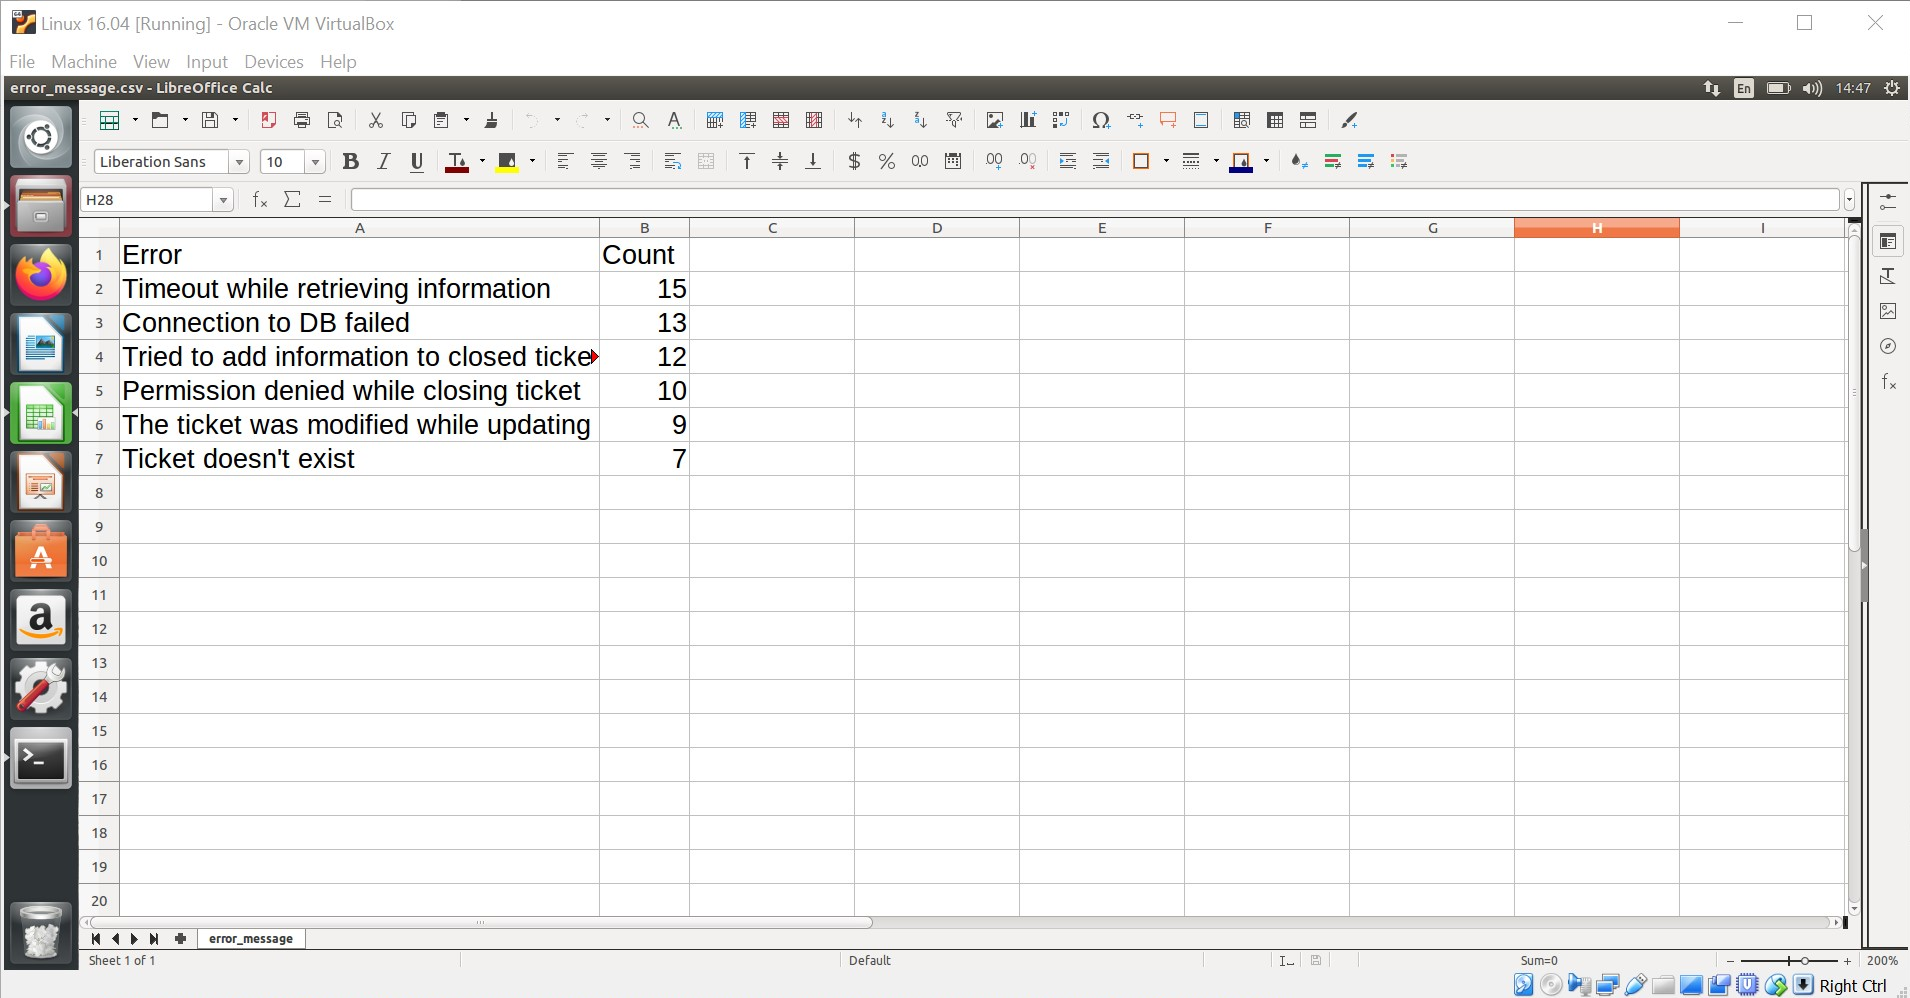 Linux 16.04 [Running] - Oracle VM VirtualBox
File Machine View Input Devices Help
error_message.csv - LibreOffice Calc En 14:47
Liberation Sans 10
H28
A B C D E F G H I
1 Error Count
2 Timeout while retrieving information 15
3 Connection to DB failed 13
4 Tried to add information to closed ticke 12
5 Permission denied while closing ticket 10
6 The ticket was modified while updating 9
7 Ticket doesn't exist 7
8
9
10
11
12
13
14
15
16
17
18
19
20
error_message
Sheet 1 of 1 Default Sum=0 200%
Right Ctrl